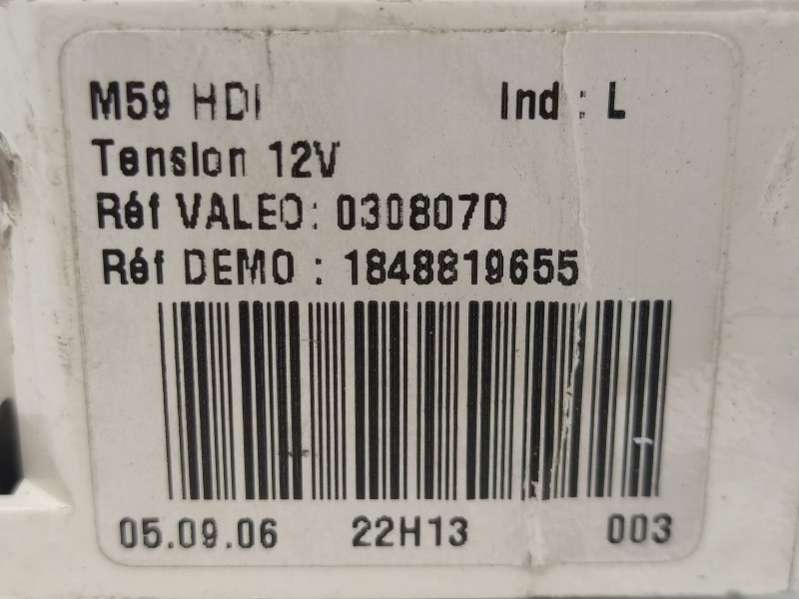 M59 HDI Ind : L
Tension 12V
Réf VALEO: 030807D
Réf DEMO : 1848819655
05.09.06 22H13 003